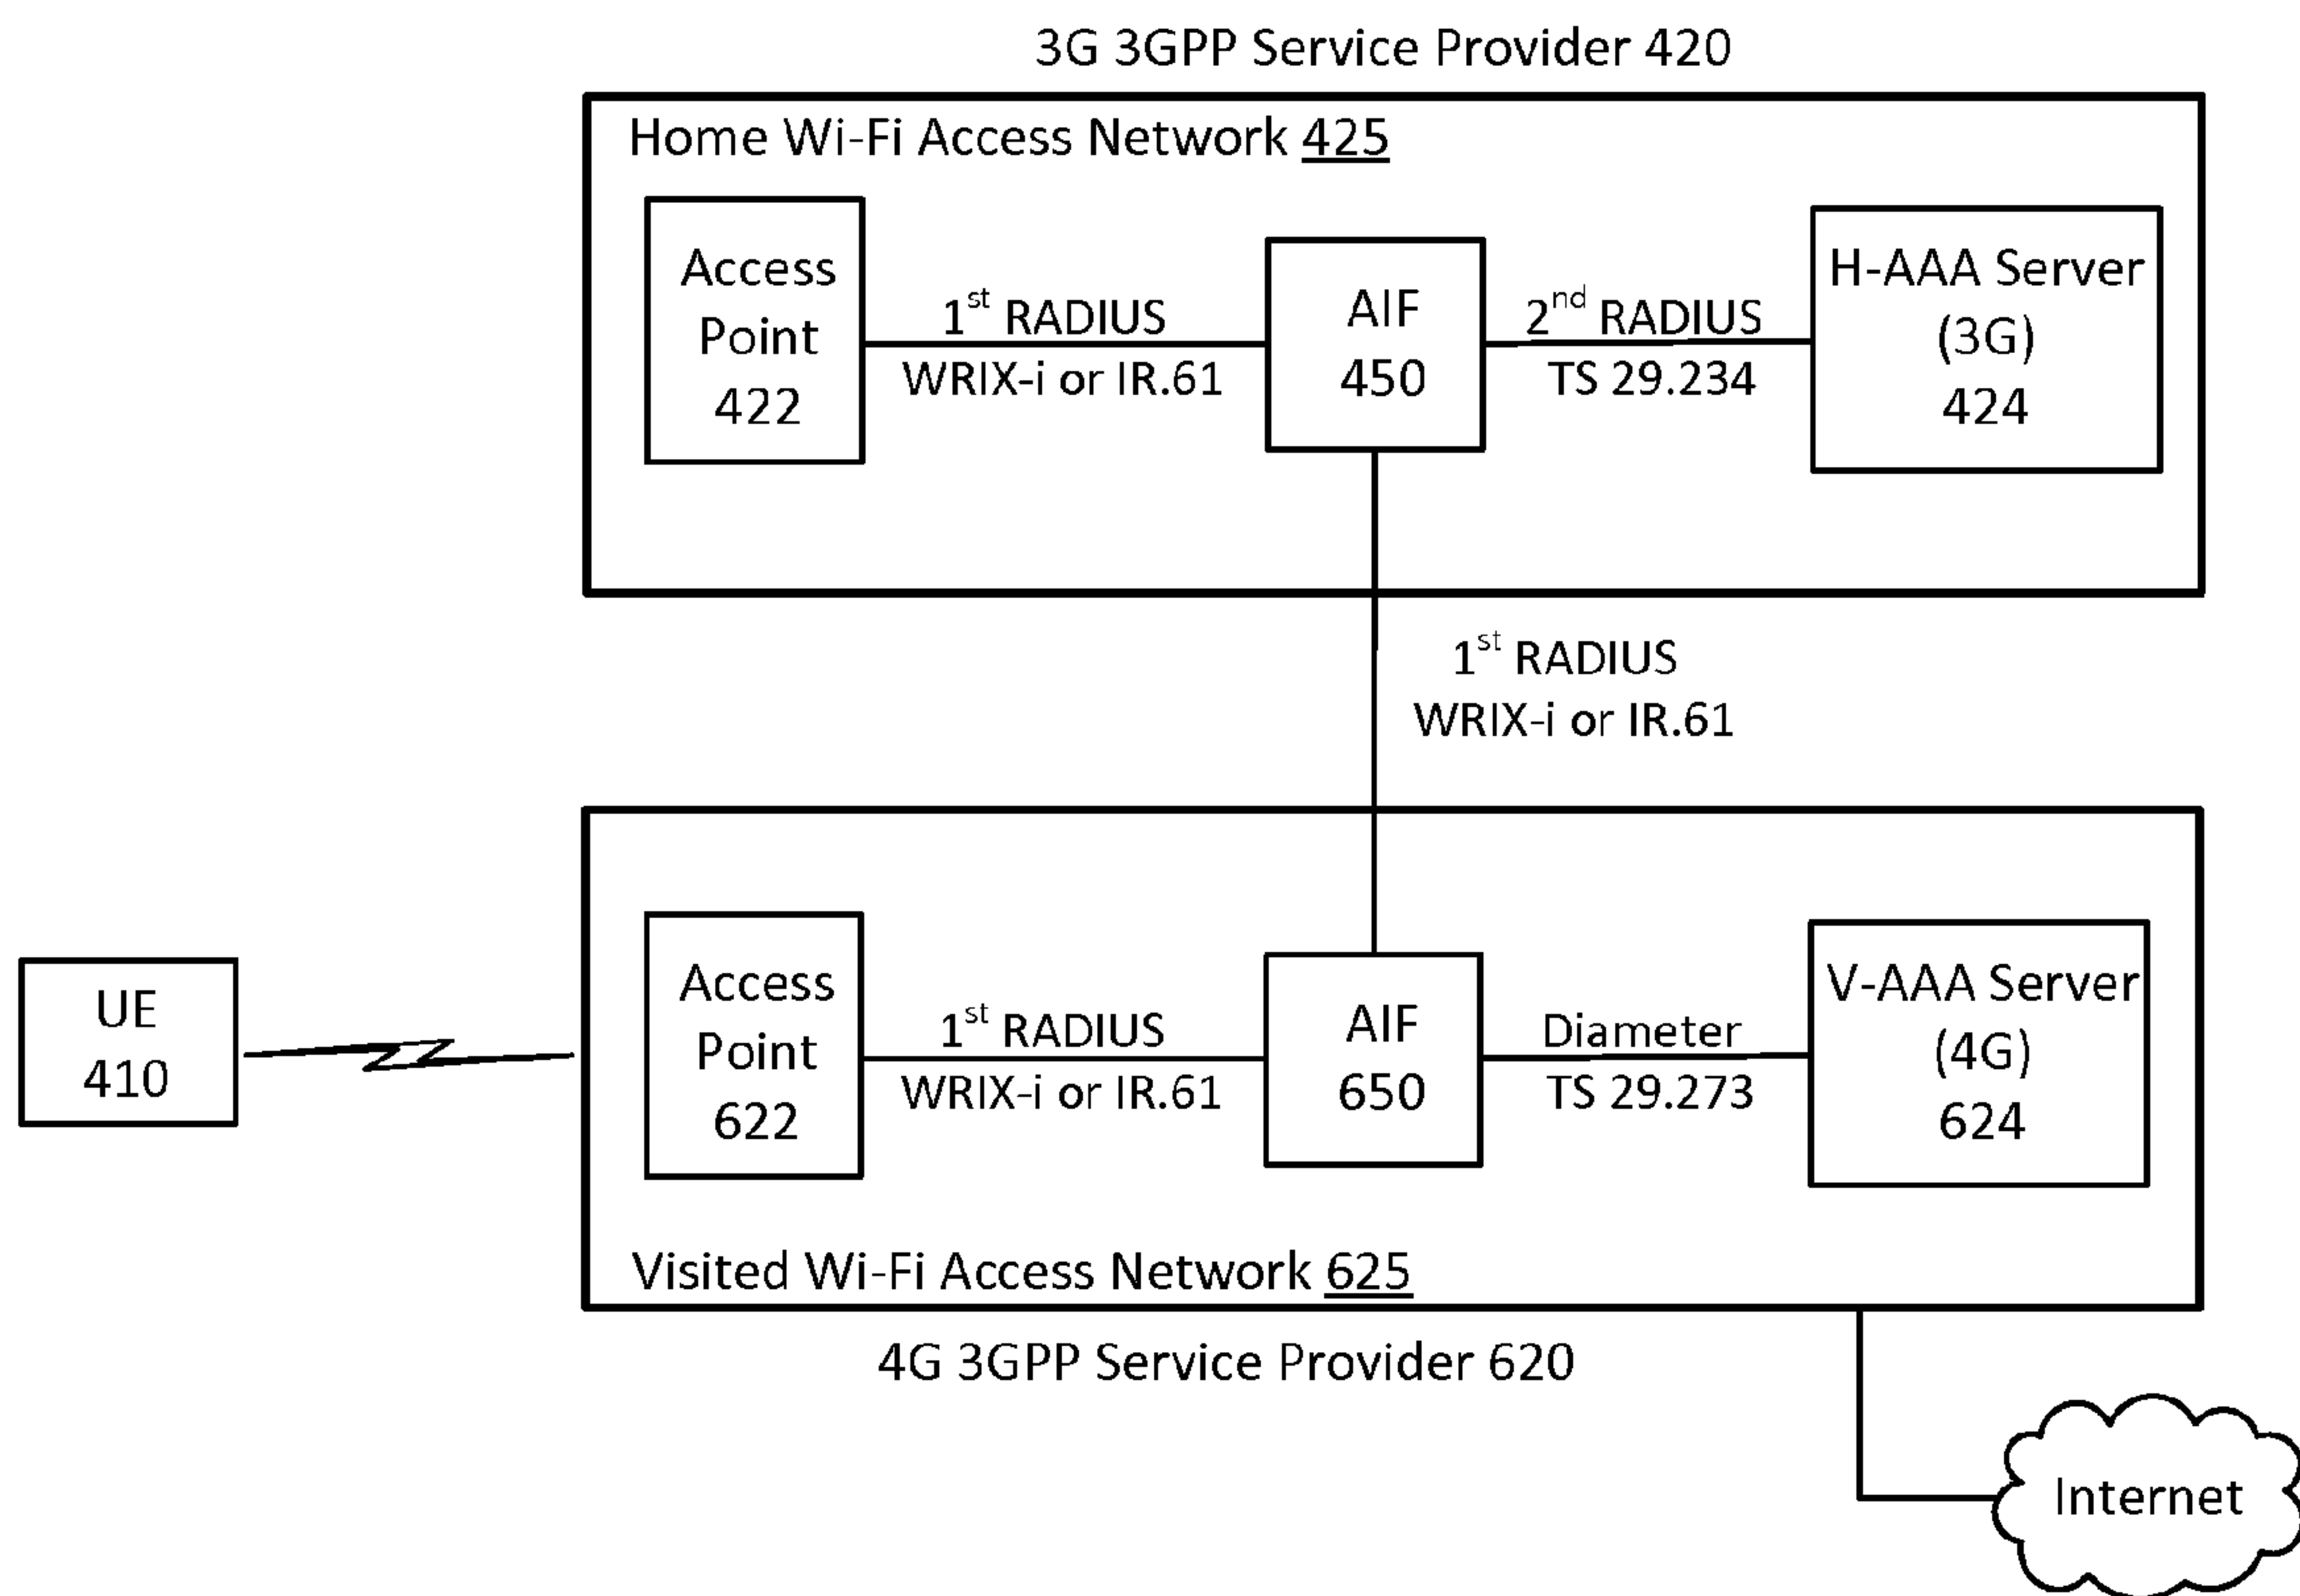 3G 3GPP Service Provider 420
Home Wi-Fi Access Network 425
Access
Point
422
1st RADIUS
WRIX-i or IR.61
AIF
450
2nd RADIUS
TS 29.234
H-AAA Server
(3G)
424
1st RADIUS
WRIX-i or IR.61
UE
410
Access
Point
622
1st RADIUS
WRIX-i or IR.61
AIF
650
Diameter
TS 29.273
V-AAA Server
(4G)
624
Visited Wi-Fi Access Network 625
4G 3GPP Service Provider 620
Internet